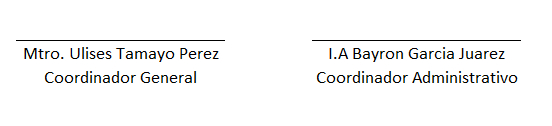 Mtro. Ulises Tamayo Perez
Coordinador General
I.A Bayron Garcia Juarez
Coordinador Administrativo